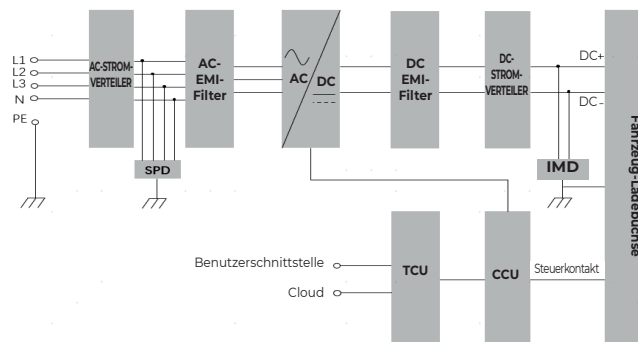 L1
L2
L3
N
PE
AC-STROM-
VERTEILER
SPD
AC-
EMI-
Filter
AC
DC
DC
EMI-
Filter
DC-
STROM-
VERTEILER
DC+
DC-
IMD
Fahrzeug-Ladebuchse
Benutzerschnittstelle
Cloud
TCU
CCU
Steuerkontakt